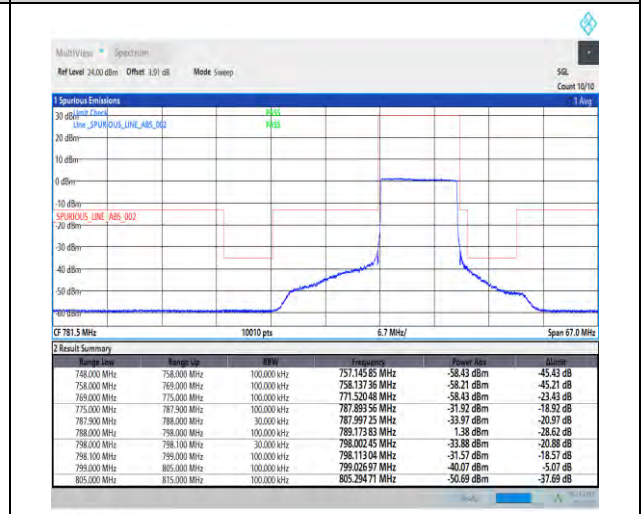 MultiView Spectrum
Ref Level 24.00 dBm Offset 3.91 dB Mode Sweep SGL
Count 10/10
1 Spurious Emissions 1 Avg
30 dBm Limit Check PASS
Line _SPURIOUS_LINE_ABS_002 PASS
20 dBm
10 dBm
0 dBm
-10 dBm
SPURIOUS_LINE_ABS_002
-20 dBm
-30 dBm
-40 dBm
-50 dBm
-60 dBm
CF 781.5 MHz 10010 pts 6.7 MHz/ Span 67.0 MHz
2 Result Summary
Range Low Range Up RBW Frequency Power Abs ΔLimit
748.000 MHz 758.000 MHz 100.000 kHz 757.14585 MHz -58.43 dBm -45.43 dB
758.000 MHz 769.000 MHz 100.000 kHz 758.13736 MHz -58.21 dBm -45.21 dB
769.000 MHz 775.000 MHz 100.000 kHz 771.52048 MHz -58.43 dBm -23.43 dB
775.000 MHz 787.900 MHz 100.000 kHz 787.89356 MHz -31.92 dBm -18.92 dB
787.900 MHz 788.000 MHz 30.000 kHz 787.99725 MHz -33.97 dBm -20.97 dB
788.000 MHz 798.000 MHz 100.000 kHz 789.17383 MHz 1.38 dBm -28.62 dB
798.000 MHz 798.100 MHz 30.000 kHz 798.00245 MHz -33.88 dBm -20.88 dB
798.100 MHz 799.000 MHz 100.000 kHz 798.11304 MHz -31.57 dBm -18.57 dB
799.000 MHz 805.000 MHz 100.000 kHz 799.02697 MHz -40.07 dBm -5.07 dB
805.000 MHz 815.000 MHz 100.000 kHz 805.29471 MHz -50.69 dBm -37.69 dB